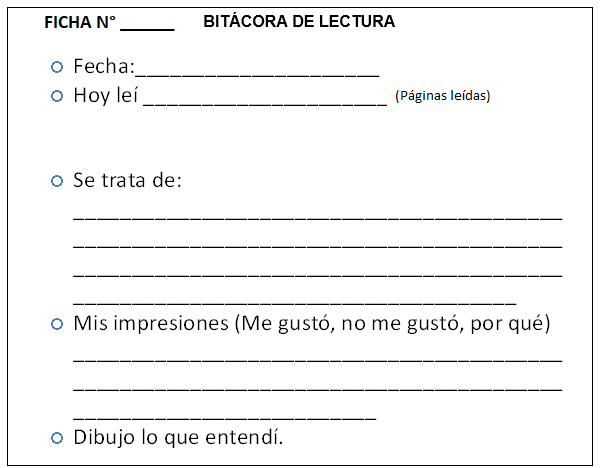 FICHA N° ______ BITÁCORA DE LECTURA
Fecha:______________________
Hoy leí ______________________ (Páginas leídas)
Se trata de:
____________________________________________
____________________________________________
____________________________________________
________________________________________
Mis impresiones (Me gustó, no me gustó, por qué)
____________________________________________
____________________________________________
___________________________
Dibujo lo que entendí.